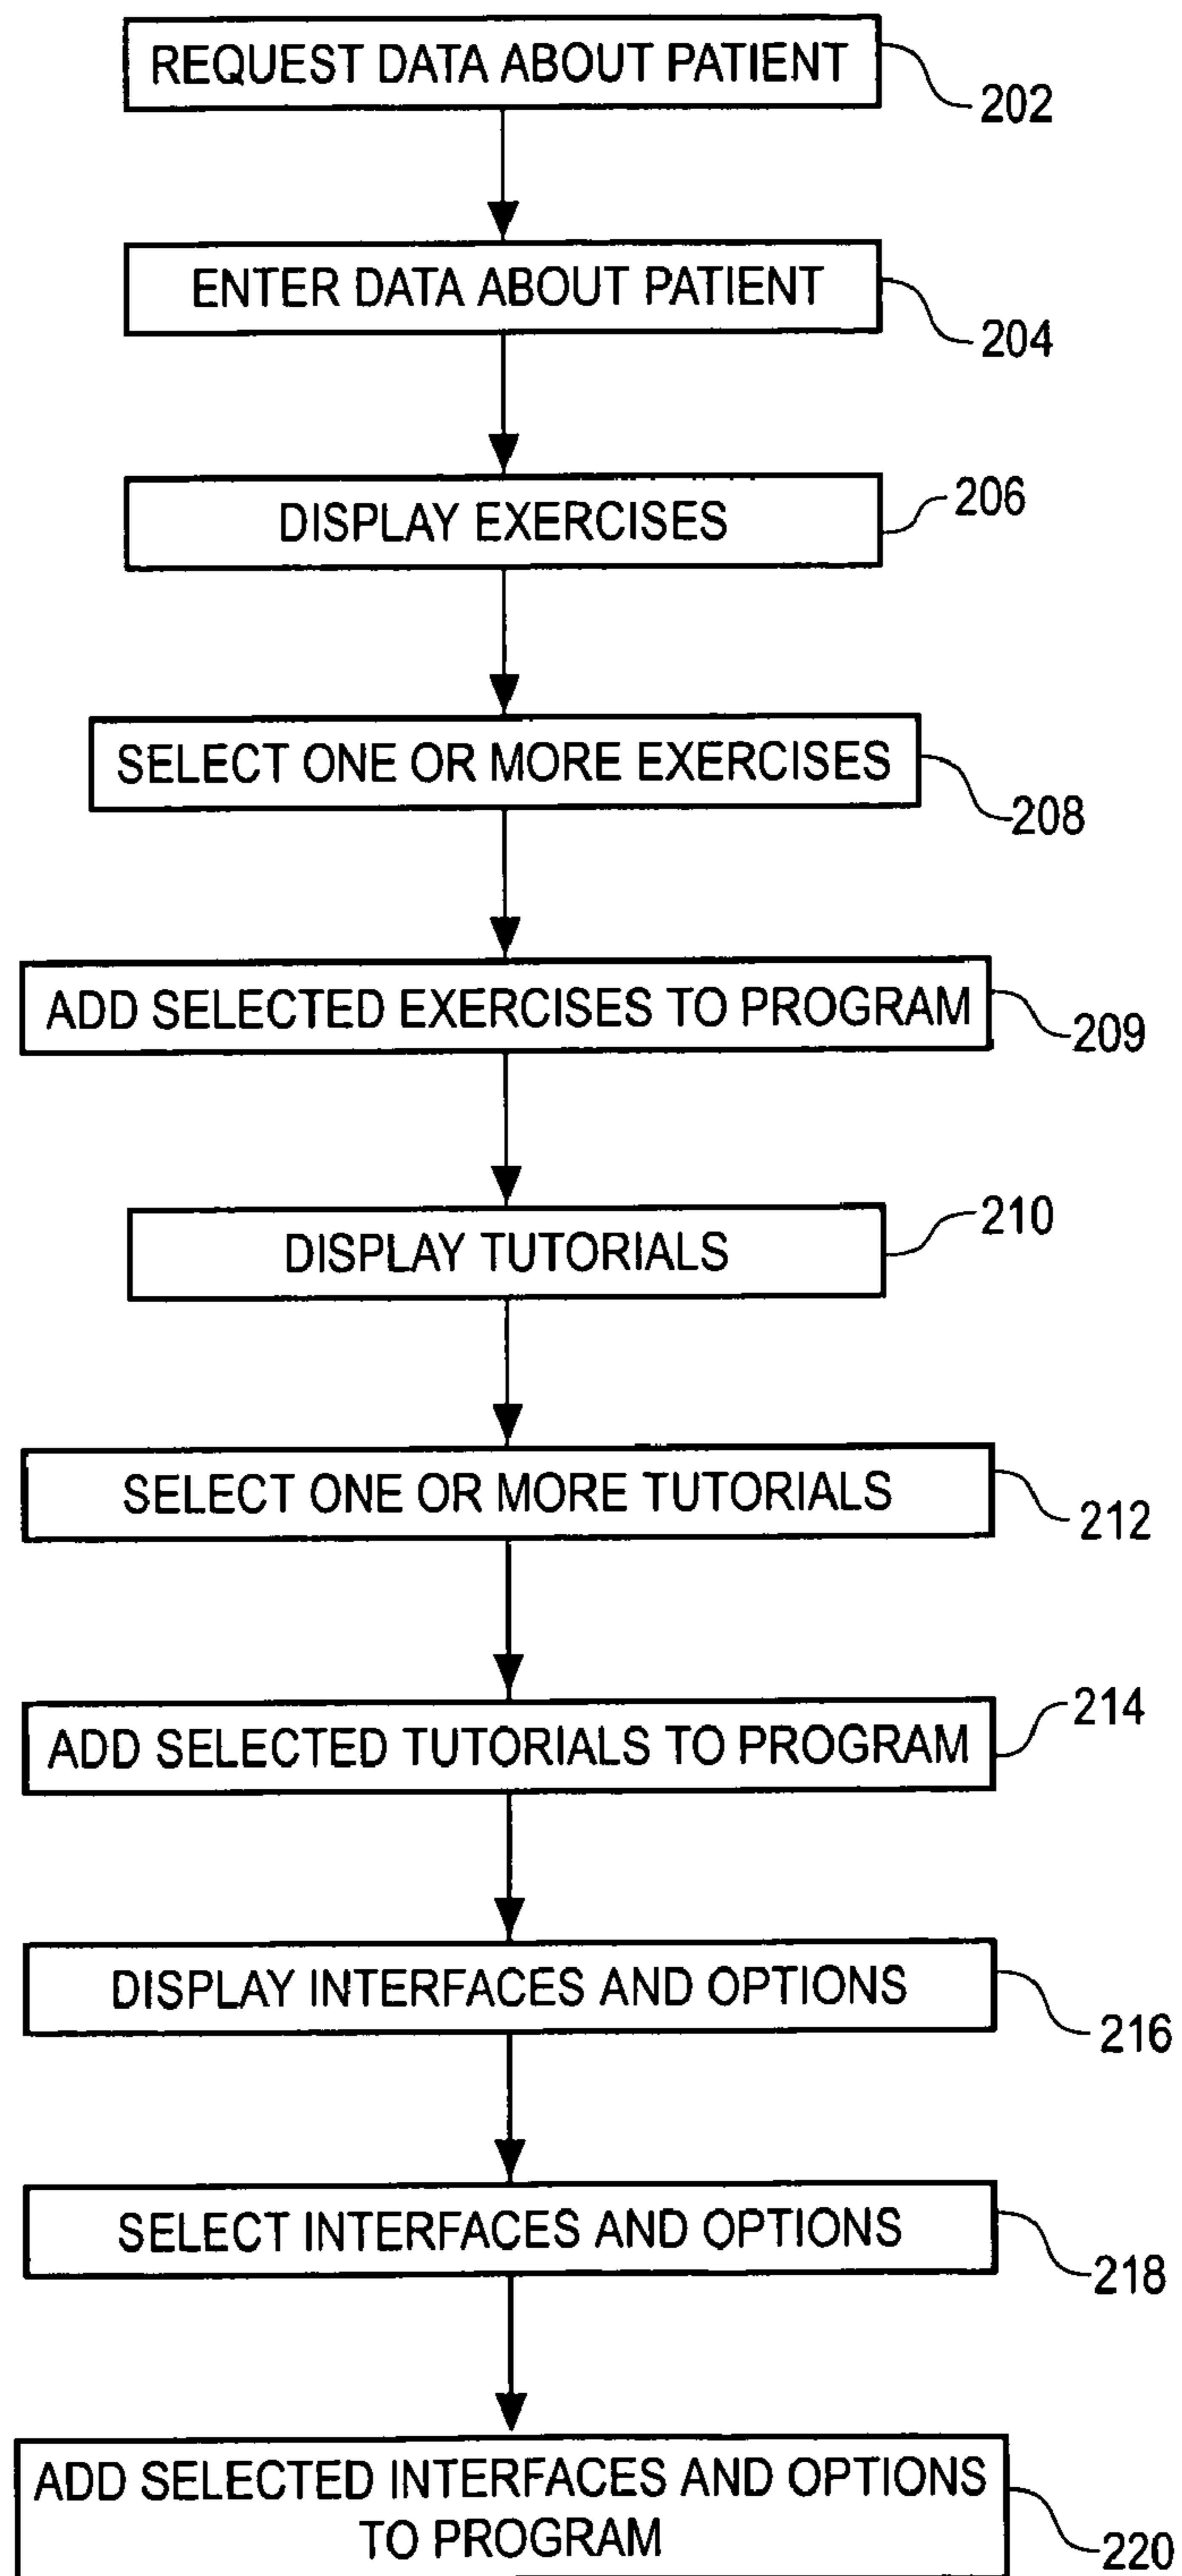 REQUEST DATA ABOUT PATIENT
202
ENTER DATA ABOUT PATIENT
204
DISPLAY EXERCISES
206
SELECT ONE OR MORE EXERCISES
208
ADD SELECTED EXERCISES TO PROGRAM
209
DISPLAY TUTORIALS
210
SELECT ONE OR MORE TUTORIALS
212
ADD SELECTED TUTORIALS TO PROGRAM
214
DISPLAY INTERFACES AND OPTIONS
216
SELECT INTERFACES AND OPTIONS
218
ADD SELECTED INTERFACES AND OPTIONS
TO PROGRAM
220